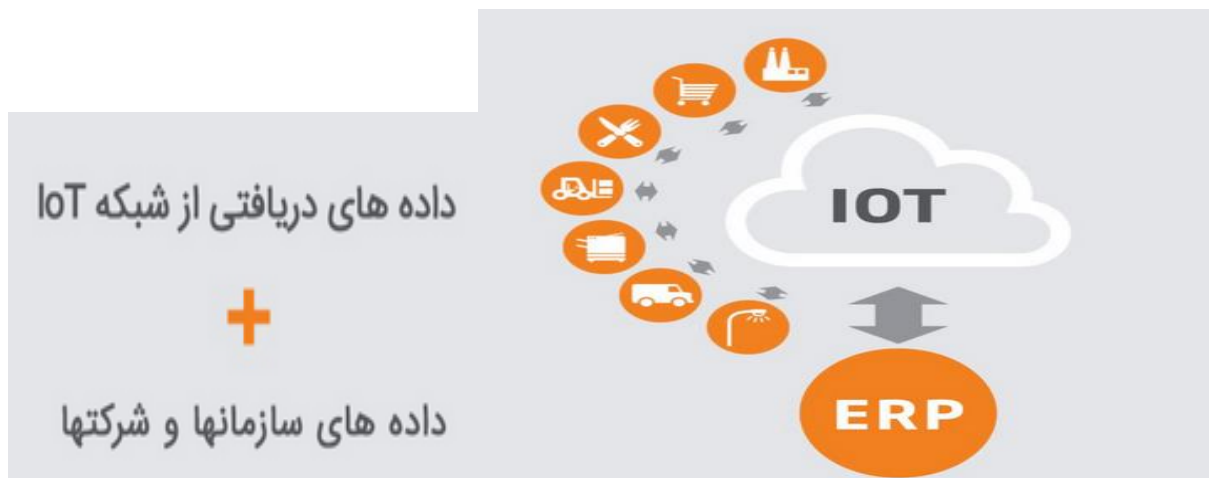 داده های دریافتی از شبکه IoT
+
داده های سازمانها و شرکتها
IOT
ERP